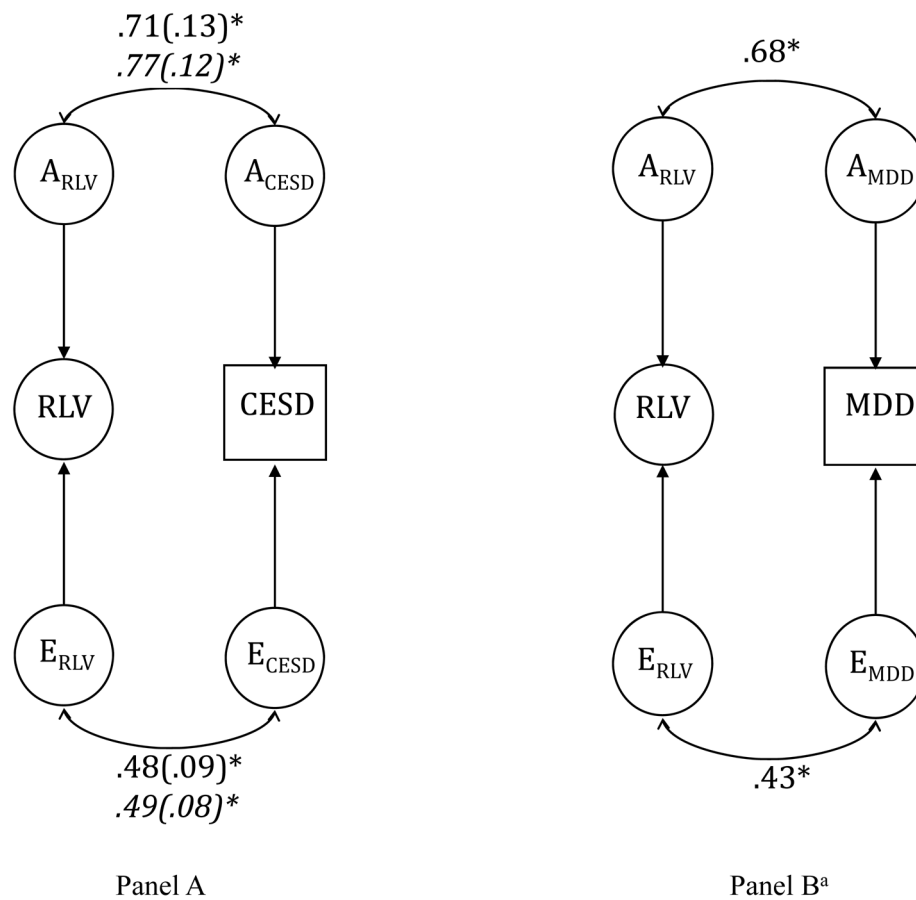 .71(.13)*
.77(.12)*
A_RLV
A_CESD
RLV
CESD
E_RLV
E_CESD
.48(.09)*
.49(.08)*
Panel A
.68*
A_RLV
A_MDD
RLV
MDD
E_RLV
E_MDD
.43*
Panel Bᵃ